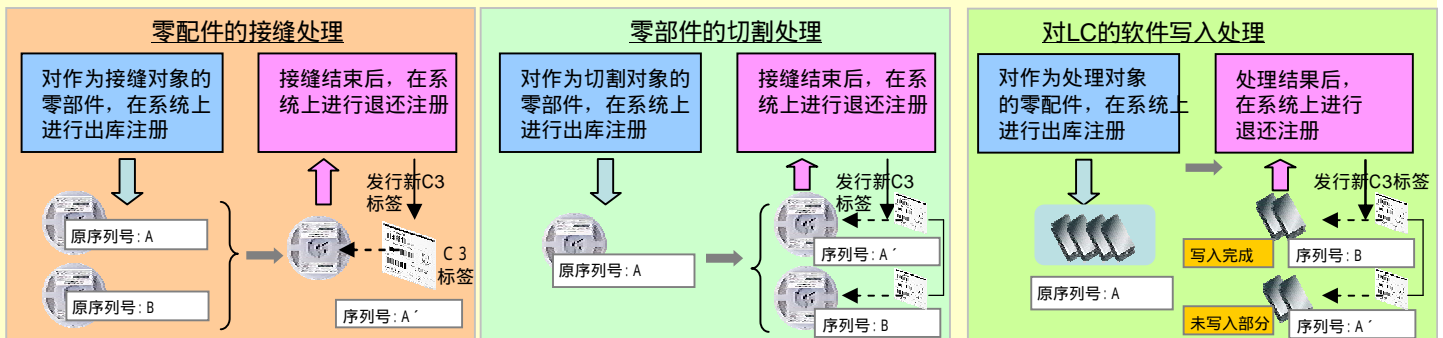 零配件的接缝处理
对作为接缝对象的
零部件，在系统上
进行出库注册
接缝结束后，在系
统上进行退还注册
发行新C3
标签
原序列号:A
原序列号:B
C 3
标签
序列号:A´
零部件的切割处理
对作为切割对象的
零部件，在系统上
进行出库注册
接缝结束后，在系
统上进行退还注册
发行新C3
标签
原序列号:A
序列号:A´
序列号:B
对LC的软件写入处理
对作为处理对象
的零配件，在系统上
进行出库注册
处理结果后，
在系统上进行
退还注册
发行新C3标签
写入完成
序列号:B
原序列号:A
未写入部分
序列号:A´